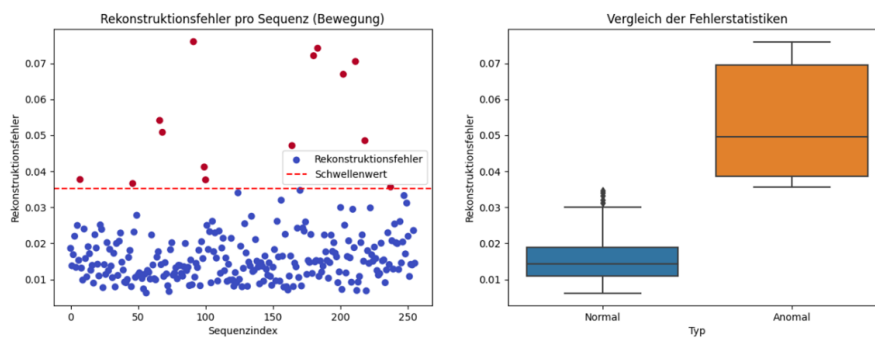 Rekonstruktionsfehler pro Sequenz (Bewegung)
Rekonstruktionsfehler
0.07
0.06
0.05
0.04
0.03
0.02
0.01
Rekonstruktionsfehler
Schwellenwert
0
50
100
150
200
250
Sequenzindex
Vergleich der Fehlerstatistiken
Rekonstruktionsfehler
0.07
0.06
0.05
0.04
0.03
0.02
0.01
Normal
Anomal
Typ